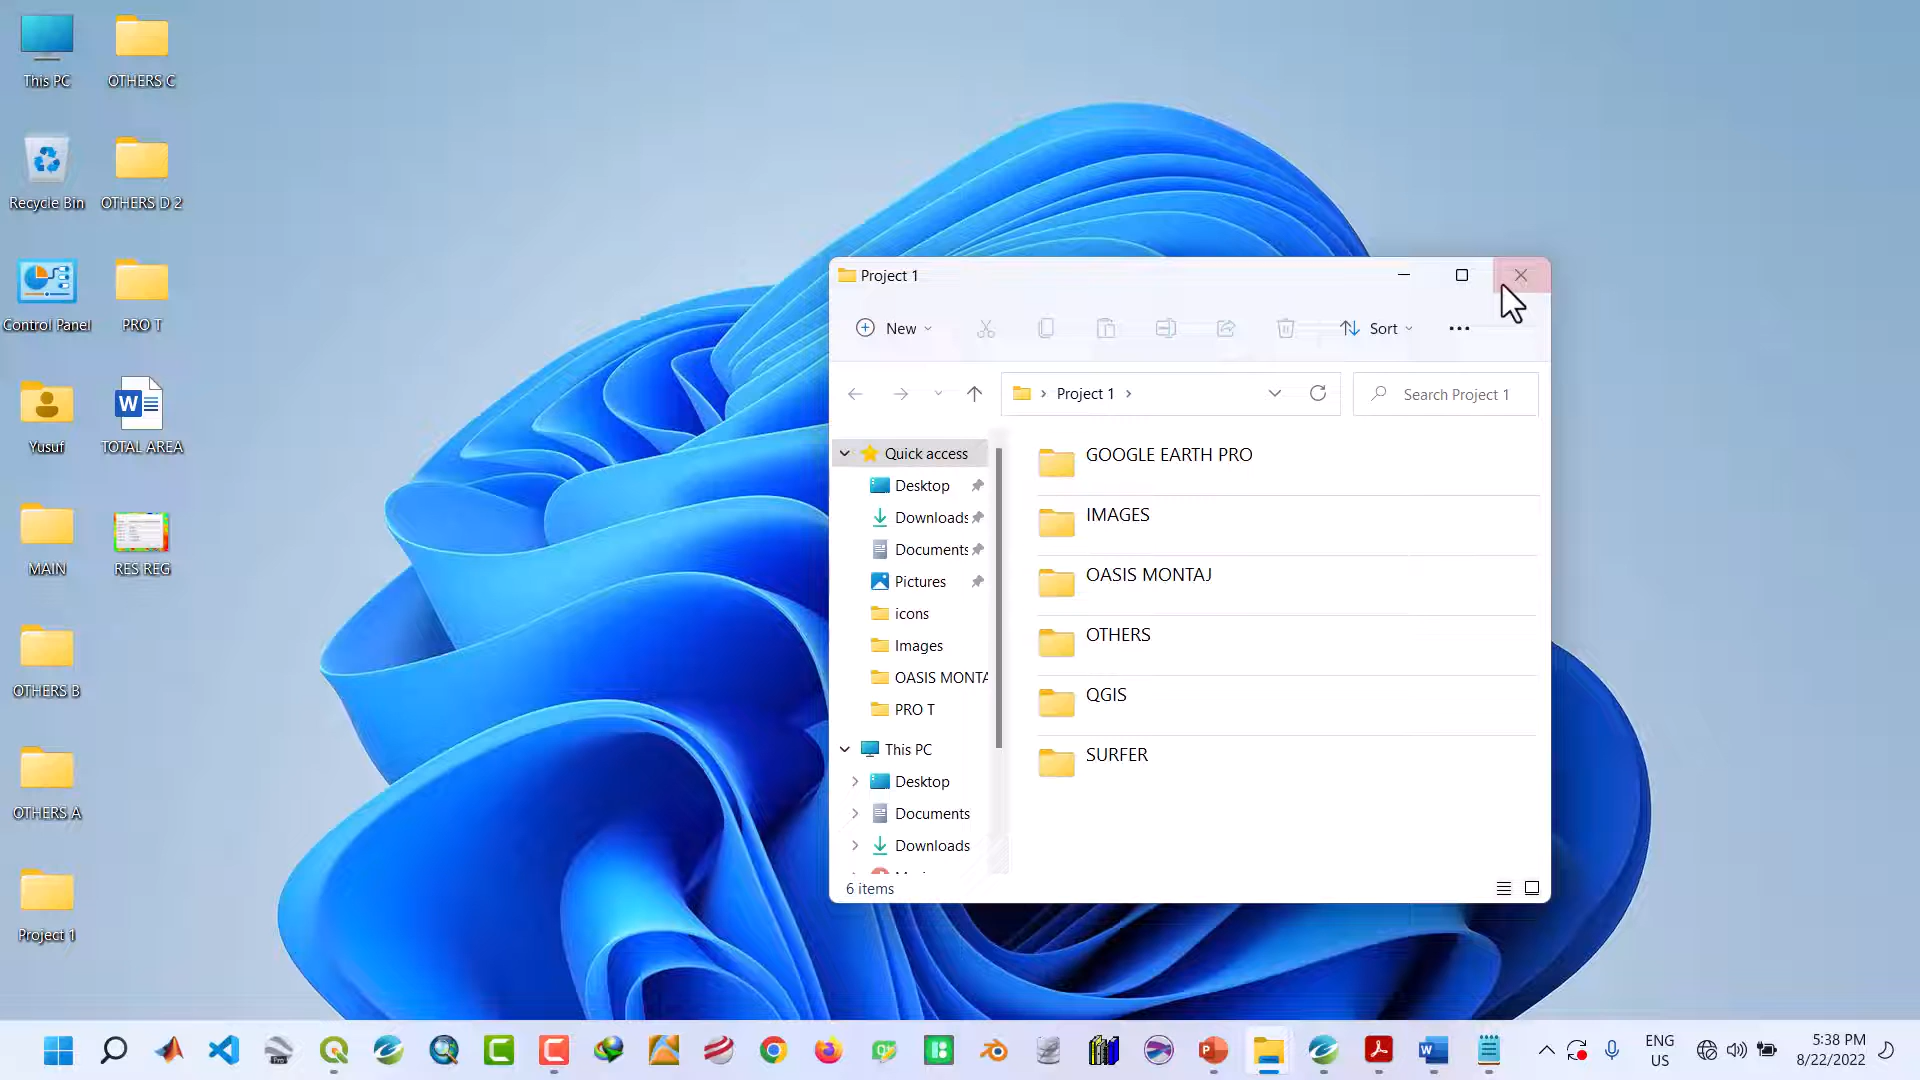 This PC
OTHERS C
Recycle Bin
OTHERS D 2
Control Panel
PRO T
Yusuf
TOTAL AREA
MAIN
RES REG
OTHERS B
OTHERS A
Project 1
Project 1
New
Sort
Project 1
Search Project 1
Quick access
Desktop
Downloads
Documents
Pictures
icons
Images
OASIS MONTA
PRO T
This PC
Desktop
Documents
Downloads
GOOGLE EARTH PRO
IMAGES
OASIS MONTAJ
OTHERS
QGIS
SURFER
6 items
ENG
US
5:38 PM
8/22/2022